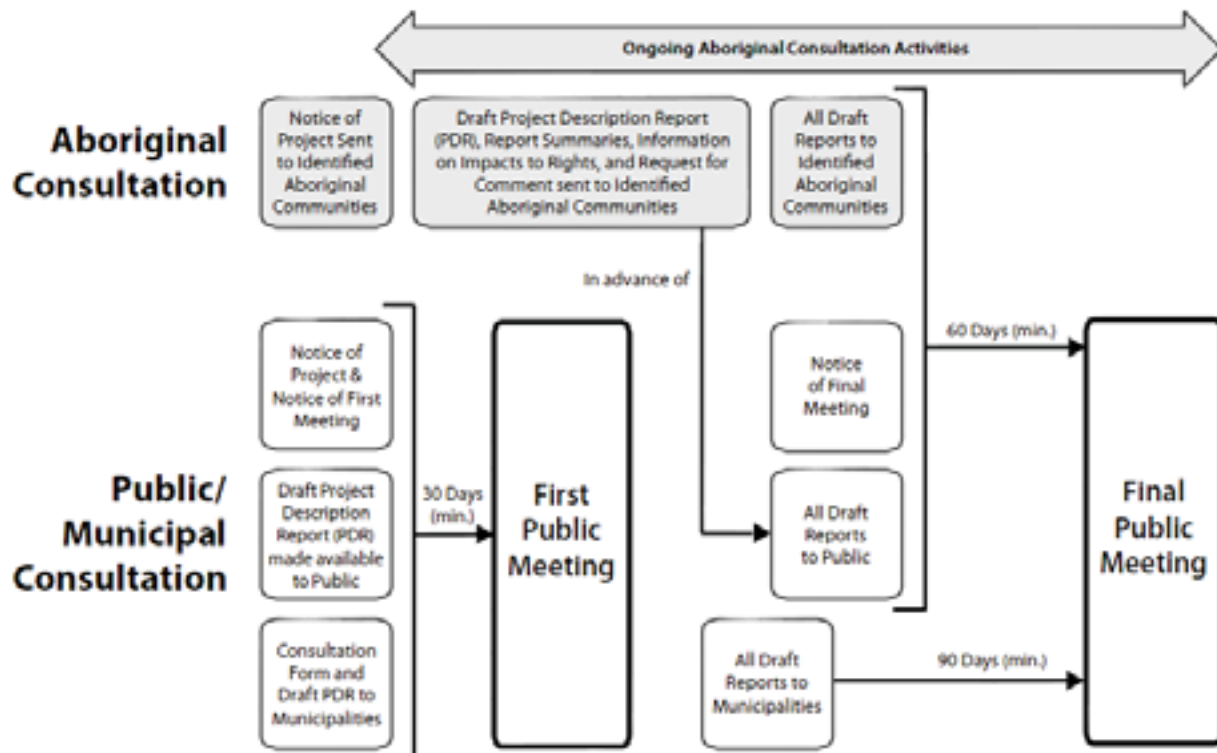 Ongoing Aboriginal Consultation Activities
Aboriginal
Consultation
Notice of
Project Sent
to Identified
Aboriginal
Communities
Draft Project Description Report
(PDR), Report Summaries, Information
on Impacts to Rights, and Request for
Comment sent to Identified
Aboriginal Communities
All Draft
Reports to
Identified
Aboriginal
Communities
In advance of
Public/
Municipal
Consultation
Notice of
Project &
Notice of First
Meeting
Draft Project
Description
Report (PDR)
made available
to Public
Consultation
Form and
Draft PDR to
Municipalities
30 Days
(min.)
First
Public
Meeting
Notice
of Final
Meeting
All Draft
Reports
to Public
All Draft
Reports to
Municipalities
60 Days (min.)
90 Days (min.)
Final
Public
Meeting